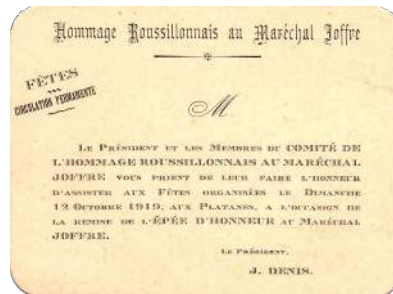 Hommage Roussillonnais au Maréchal Joffre
FÊTES
CIRCULATION PERMANENTE
M
LE PRÉSIDENT ET LES MEMBRES DU COMITÉ DE
L'HOMMAGE ROUSSILLONNAIS AU MARÉCHAL
JOFFRE VOUS PRIENT DE LEUR FAIRE L'HONNEUR
D'ASSISTER AUX FÊTES ORGANISÉES LE DIMANCHE
12 OCTOBRE 1919, AUX PLATANES, A L'OCCASION DE
LA REMISE DE L'ÉPÉE D'HONNEUR AU MARÉCHAL
JOFFRE.
LE PRÉSIDENT,
J. DENIS.